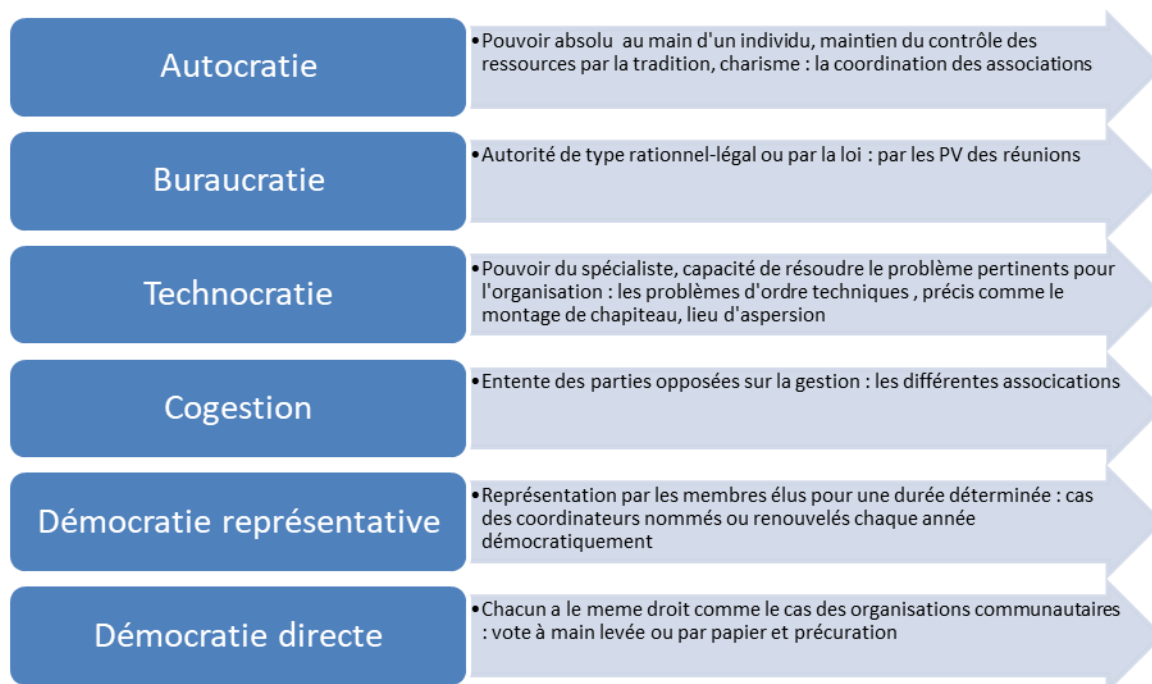 Autocratie
•Pouvoir absolu au main d'un individu, maintien du contrôle des
ressources par la tradition, charisme : la coordination des associations
Buraucratie
•Autorité de type rationnel-légal ou par la loi : par les PV des réunions
Technocratie
•Pouvoir du spécialiste, capacité de résoudre le problème pertinents pour
l'organisation : les problèmes d'ordre techniques , précis comme le
montage de chapiteau, lieu d'aspersion
Cogestion
•Entente des parties opposées sur la gestion : les différentes assocications
Démocratie représentative
•Représentation par les membres élus pour une durée déterminée : cas
des coordinateurs nommés ou renouvelés chaque année
démocratiquement
Démocratie directe
•Chacun a le meme droit comme le cas des organisations communautaires
: vote à main levée ou par papier et précuration